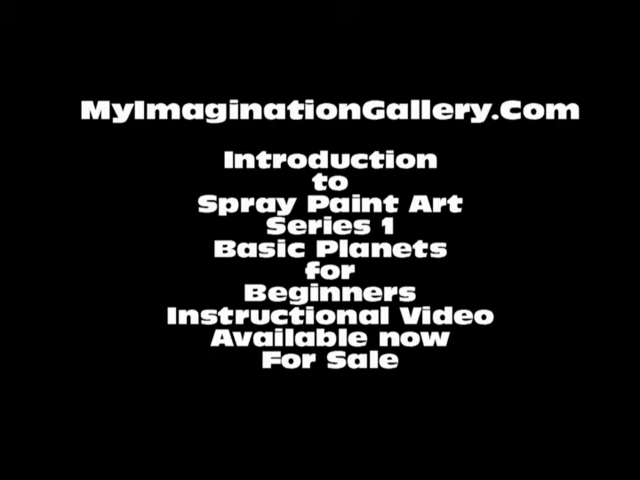 MyImaginationGallery.Com
Introduction
to
Spray Paint Art
Series 1
Basic Planets
for
Beginners
Instructional Video
Available now
For Sale